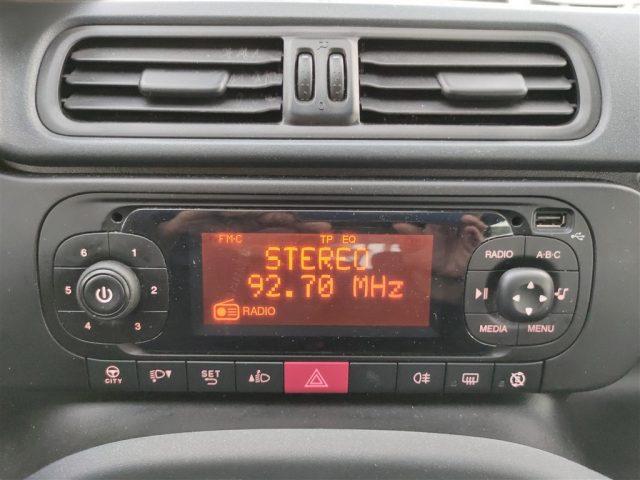 FM-C TP EQ
STEREO
92.70 MHz
RADIO
6 1
5 2
4 3
RADIO A·B·C
MEDIA MENU
CITY
SET